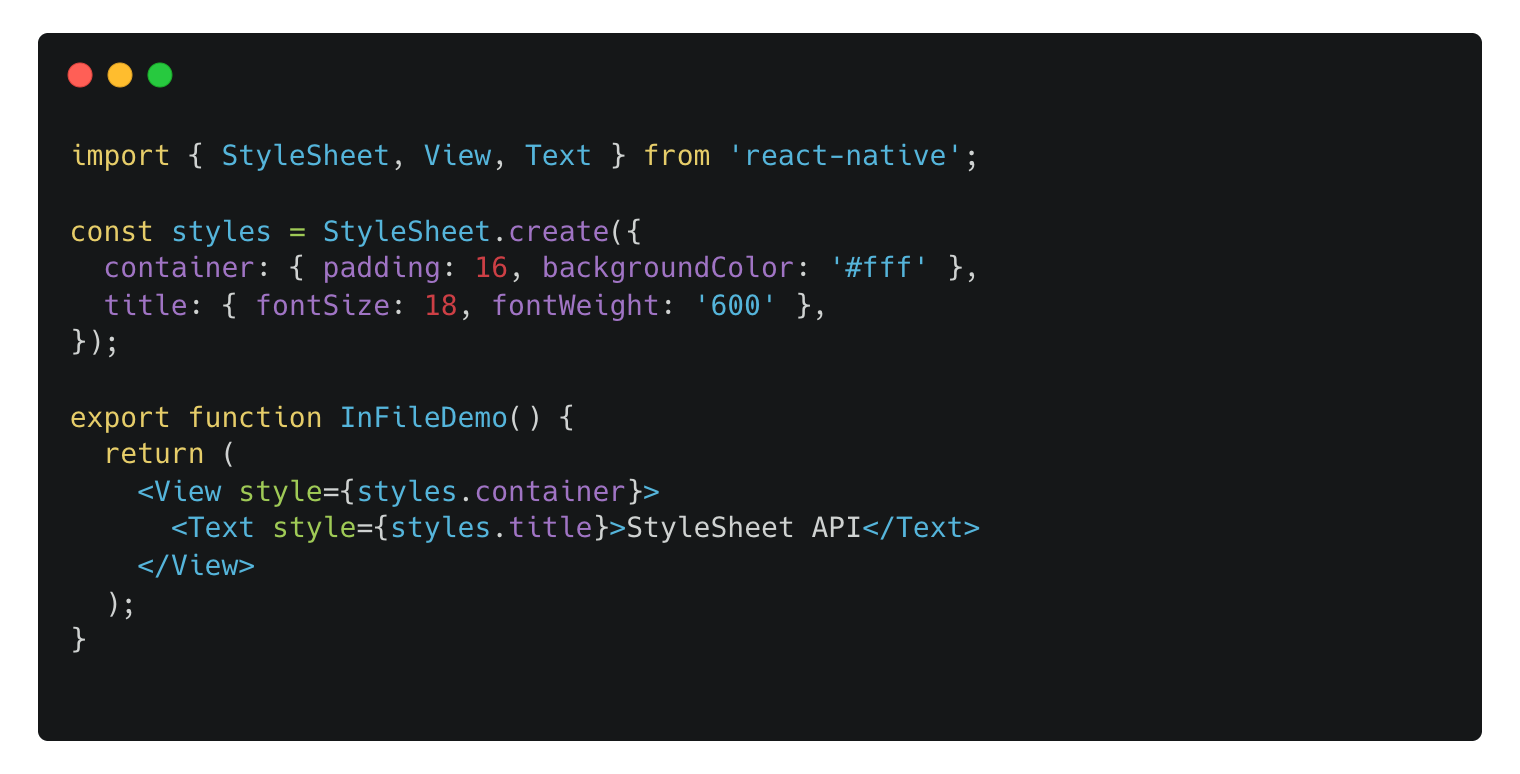 import { StyleSheet, View, Text } from 'react-native';

const styles = StyleSheet.create({
  container: { padding: 16, backgroundColor: '#fff' },
  title: { fontSize: 18, fontWeight: '600' },
});

export function InFileDemo() {
  return (
    <View style={styles.container}>
      <Text style={styles.title}>StyleSheet API</Text>
    </View>
  );
}